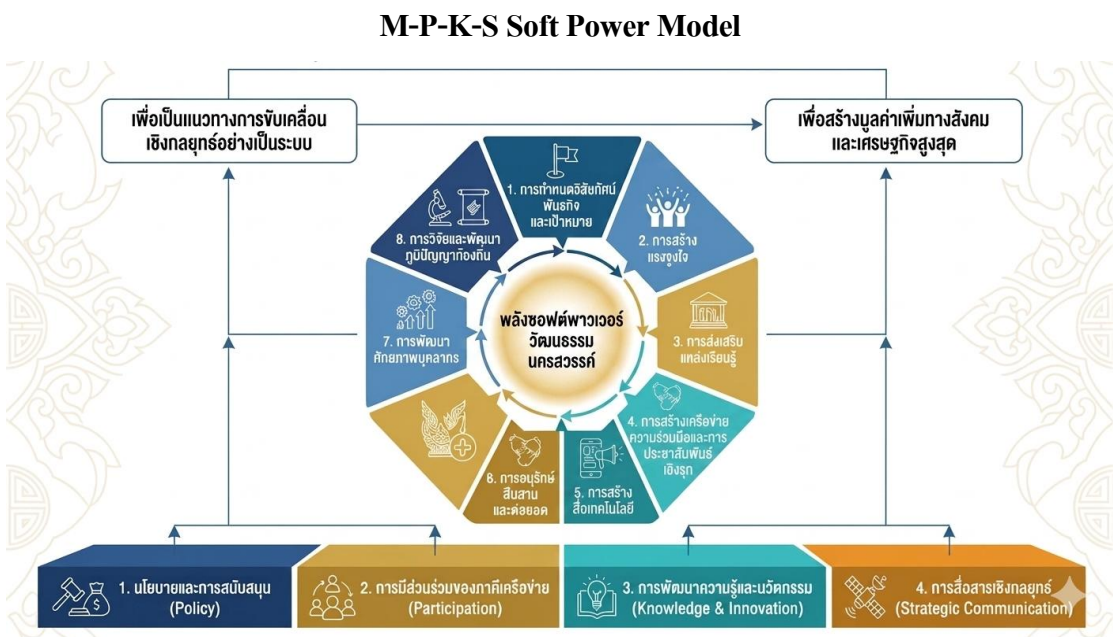 M-P-K-S Soft Power Model
เพื่อเป็นแนวทางการขับเคลื่อน
เชิงกลยุทธ์อย่างเป็นระบบ
เพื่อสร้างมูลค่าเพิ่มทางสังคม
และเศรษฐกิจสูงสุด
1. การกำหนดวิสัยทัศน์
พันธกิจ
และเป้าหมาย
2. การสร้าง
แรงจูงใจ
3. การส่งเสริม
แหล่งเรียนรู้
4. การสร้างเครือข่าย
ความร่วมมือและการ
ประชาสัมพันธ์
เชิงรุก
5. การสร้าง
สื่อเทคโนโลยี
6. การอนุรักษ์
สืบสาน
และต่อยอด
7. การพัฒนา
ศักยภาพบุคลากร
8. การวิจัยและพัฒนา
ภูมิปัญญาท้องถิ่น
พลังซอฟต์พาวเวอร์
วัฒนธรรม
นครสวรรค์
1. นโยบายและการสนับสนุน
(Policy)
2. การมีส่วนร่วมของภาคีเครือข่าย
(Participation)
3. การพัฒนาความรู้และนวัตกรรม
(Knowledge & Innovation)
4. การสื่อสารเชิงกลยุทธ์
(Strategic Communication)